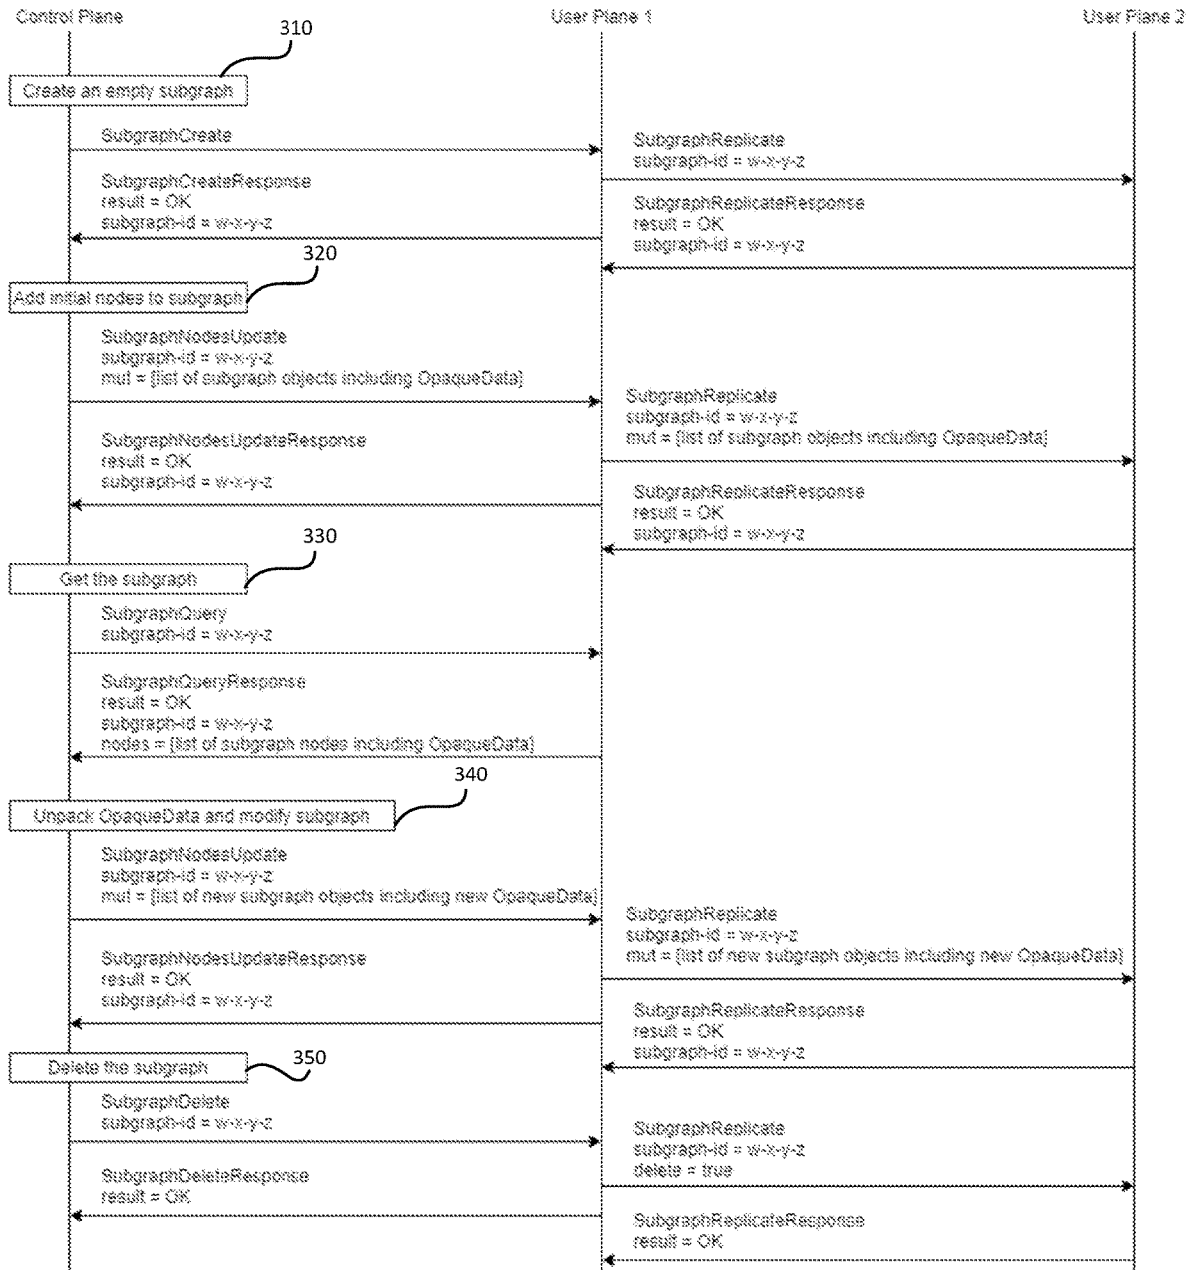 Control Plane
User Plane 1
User Plane 2
310
Create an empty subgraph
SubgraphCreate
SubgraphReplicate
subgraph-id = w-x-y-z
SubgraphCreateResponse
result = OK
subgraph-id = w-x-y-z
SubgraphReplicateResponse
result = OK
subgraph-id = w-x-y-z
320
Add initial nodes to subgraph
SubgraphNodesUpdate
subgraph-id = w-x-y-z
mut = [list of subgraph objects including OpaqueData]
SubgraphReplicate
subgraph-id = w-x-y-z
mut = [list of subgraph objects including OpaqueData]
SubgraphNodesUpdateResponse
result = OK
subgraph-id = w-x-y-z
SubgraphReplicateResponse
result = OK
subgraph-id = w-x-y-z
330
Get the subgraph
SubgraphQuery
subgraph-id = w-x-y-z
SubgraphQueryResponse
result = OK
subgraph-id = w-x-y-z
nodes = [list of subgraph nodes including OpaqueData]
340
Unpack OpaqueData and modify subgraph
SubgraphNodesUpdate
subgraph-id = w-x-y-z
mut = [list of new subgraph objects including new OpaqueData]
SubgraphReplicate
subgraph-id = w-x-y-z
mut = [list of new subgraph objects including new OpaqueData]
SubgraphNodesUpdateResponse
result = OK
subgraph-id = w-x-y-z
SubgraphReplicateResponse
result = OK
subgraph-id = w-x-y-z
350
Delete the subgraph
SubgraphDelete
subgraph-id = w-x-y-z
SubgraphReplicate
subgraph-id = w-x-y-z
delete = true
SubgraphDeleteResponse
result = OK
SubgraphReplicateResponse
result = OK